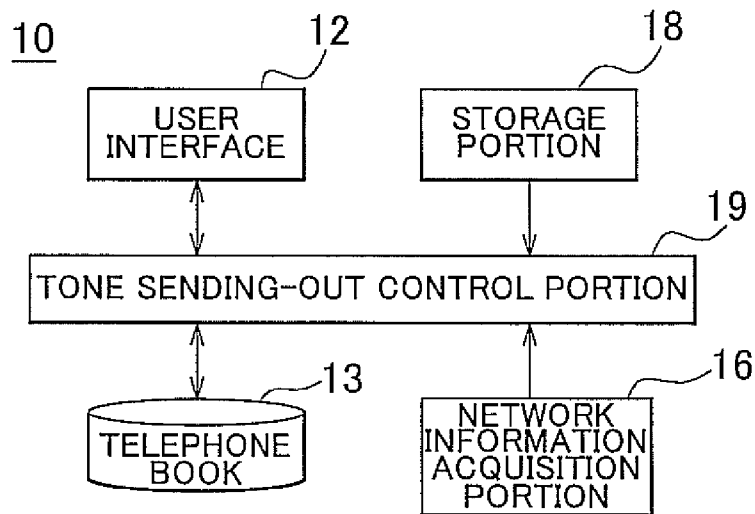 10
12
18
USER
INTERFACE
STORAGE
PORTION
19
TONE SENDING-OUT CONTROL PORTION
13
16
TELEPHONE
BOOK
NETWORK
INFORMATION
ACQUISITION
PORTION